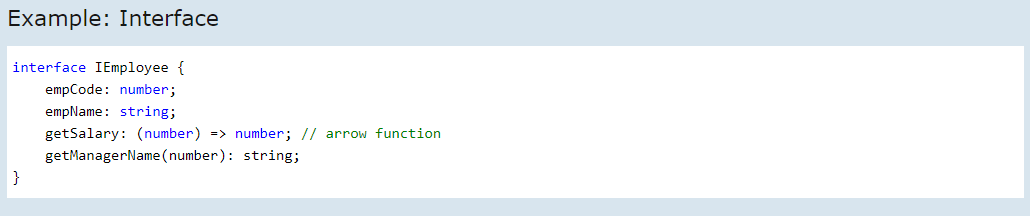 Example: Interface
interface IEmployee {
    empCode: number;
    empName: string;
    getSalary: (number) => number; // arrow function
    getManagerName(number): string;
}